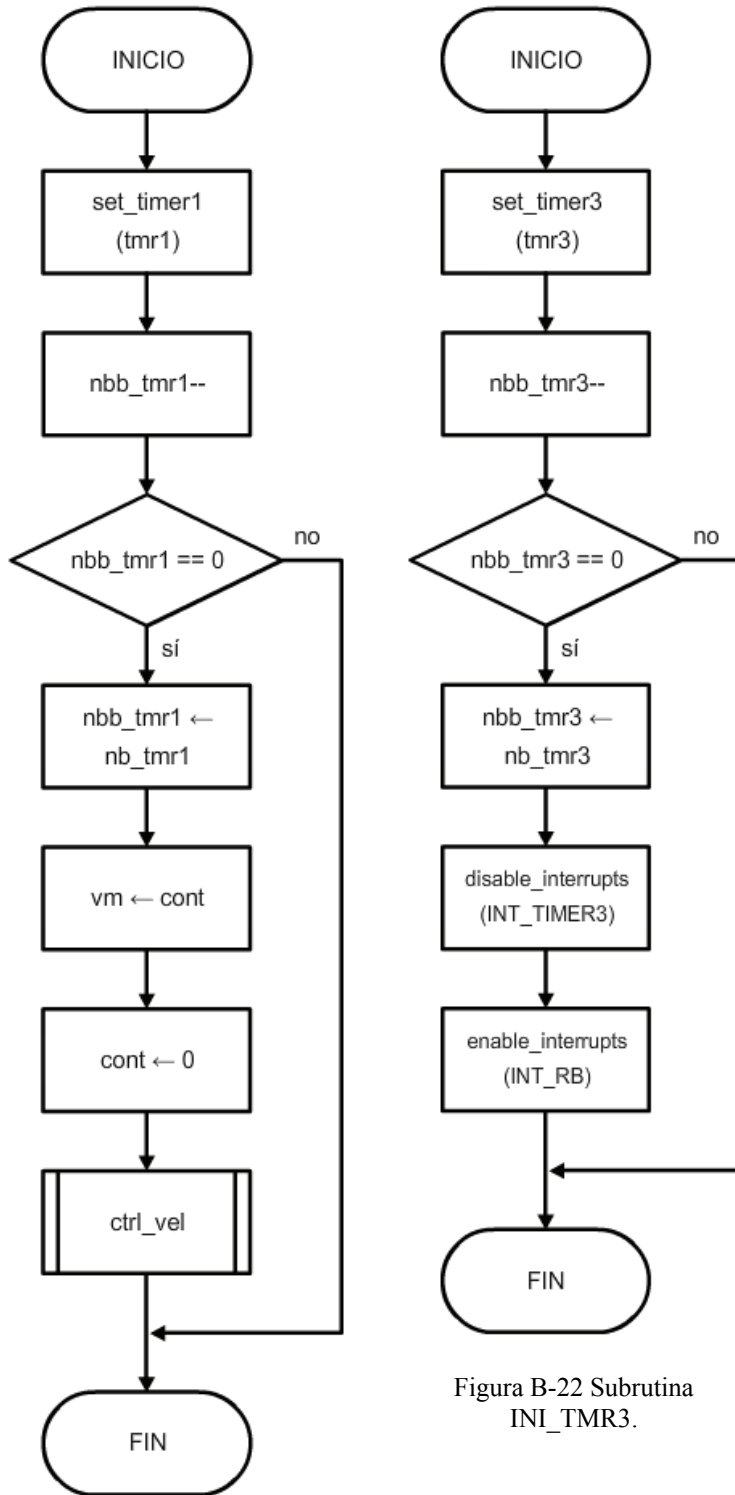 INICIO
set_timer1
(tmr1)
nbb_tmr1--
nbb_tmr1 == 0
no
sí
nbb_tmr1 ←
nb_tmr1
vm ← cont
cont ← 0
ctrl_vel
FIN
INICIO
set_timer3
(tmr3)
nbb_tmr3--
nbb_tmr3 == 0
no
sí
nbb_tmr3 ←
nb_tmr3
disable_interrupts
(INT_TIMER3)
enable_interrupts
(INT_RB)
FIN
Figura B-22 Subrutina
INI_TMR3.